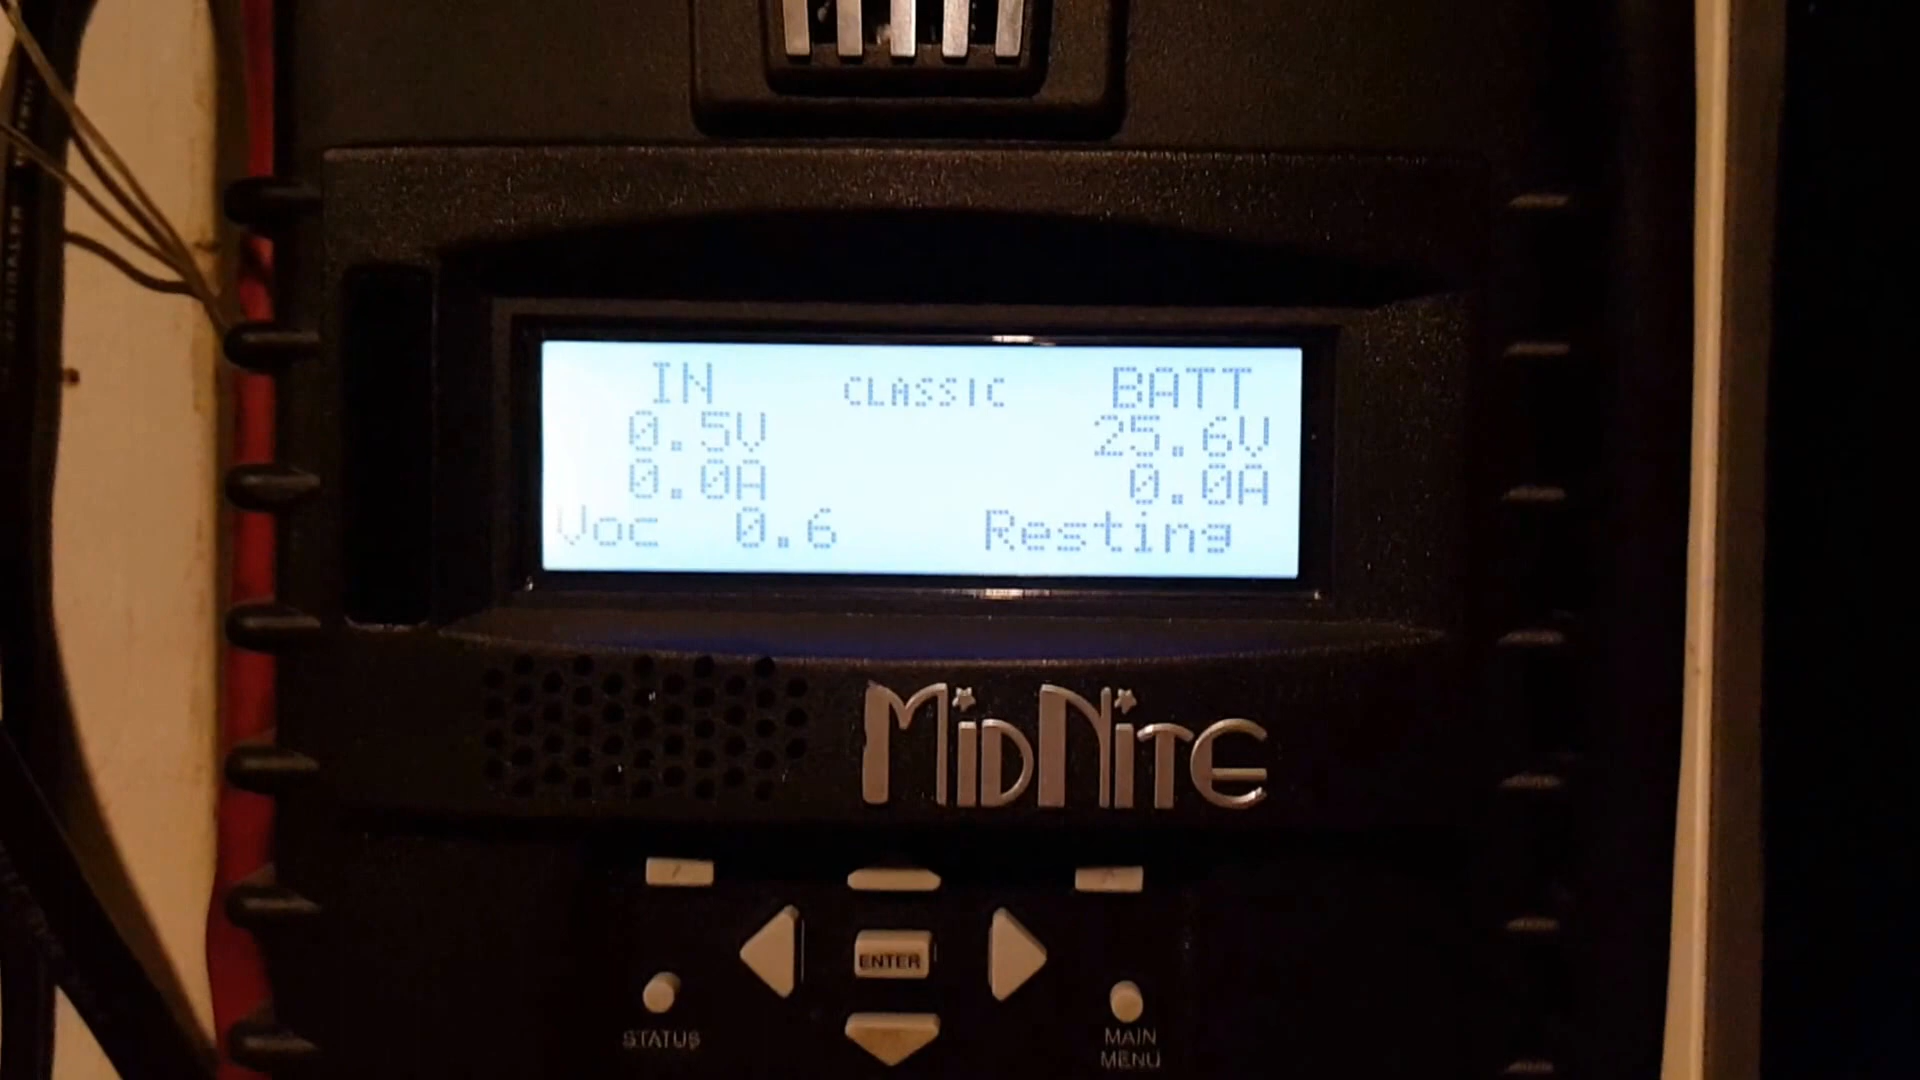 IN CLASSIC BATT
0.5V 25.6V
0.0A 0.0A
Voc 0.6 Resting
MIDNITE
ENTER
STATUS
MAIN
MENU